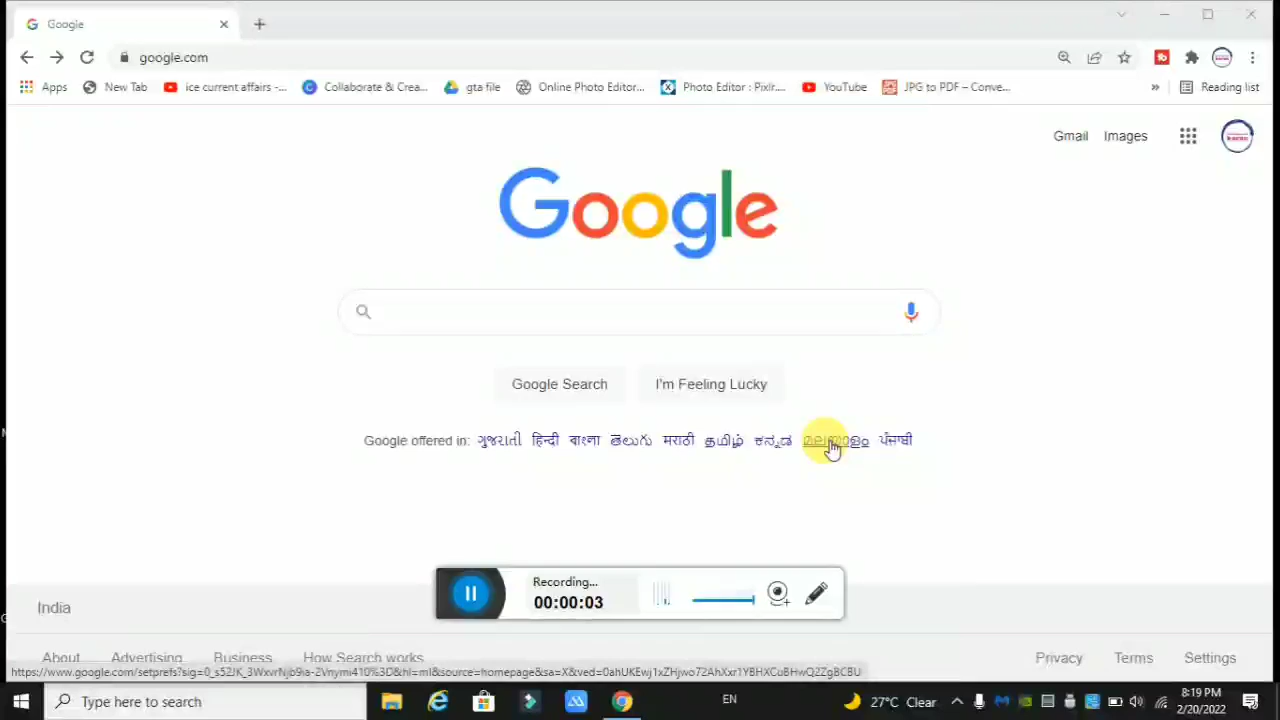 Google
google.com
Apps New Tab ice current affairs -... Collaborate & Crea... gta file Online Photo Editor... Photo Editor : Pixlr.... YouTube JPG to PDF – Conve... » Reading list
Gmail Images
Google
Google Search I'm Feeling Lucky
Google offered in: ગુજરાતી हिन्दी বাংলা తెలుగు मराठी தமிழ் ಕನ್ನಡ മലയാളം ਪੰਜਾਬੀ
Recording...
00:00:03
India
About Advertising Business How Search works Privacy Terms Settings
Type here to search EN 27°C Clear 8:19 PM
2/20/2022